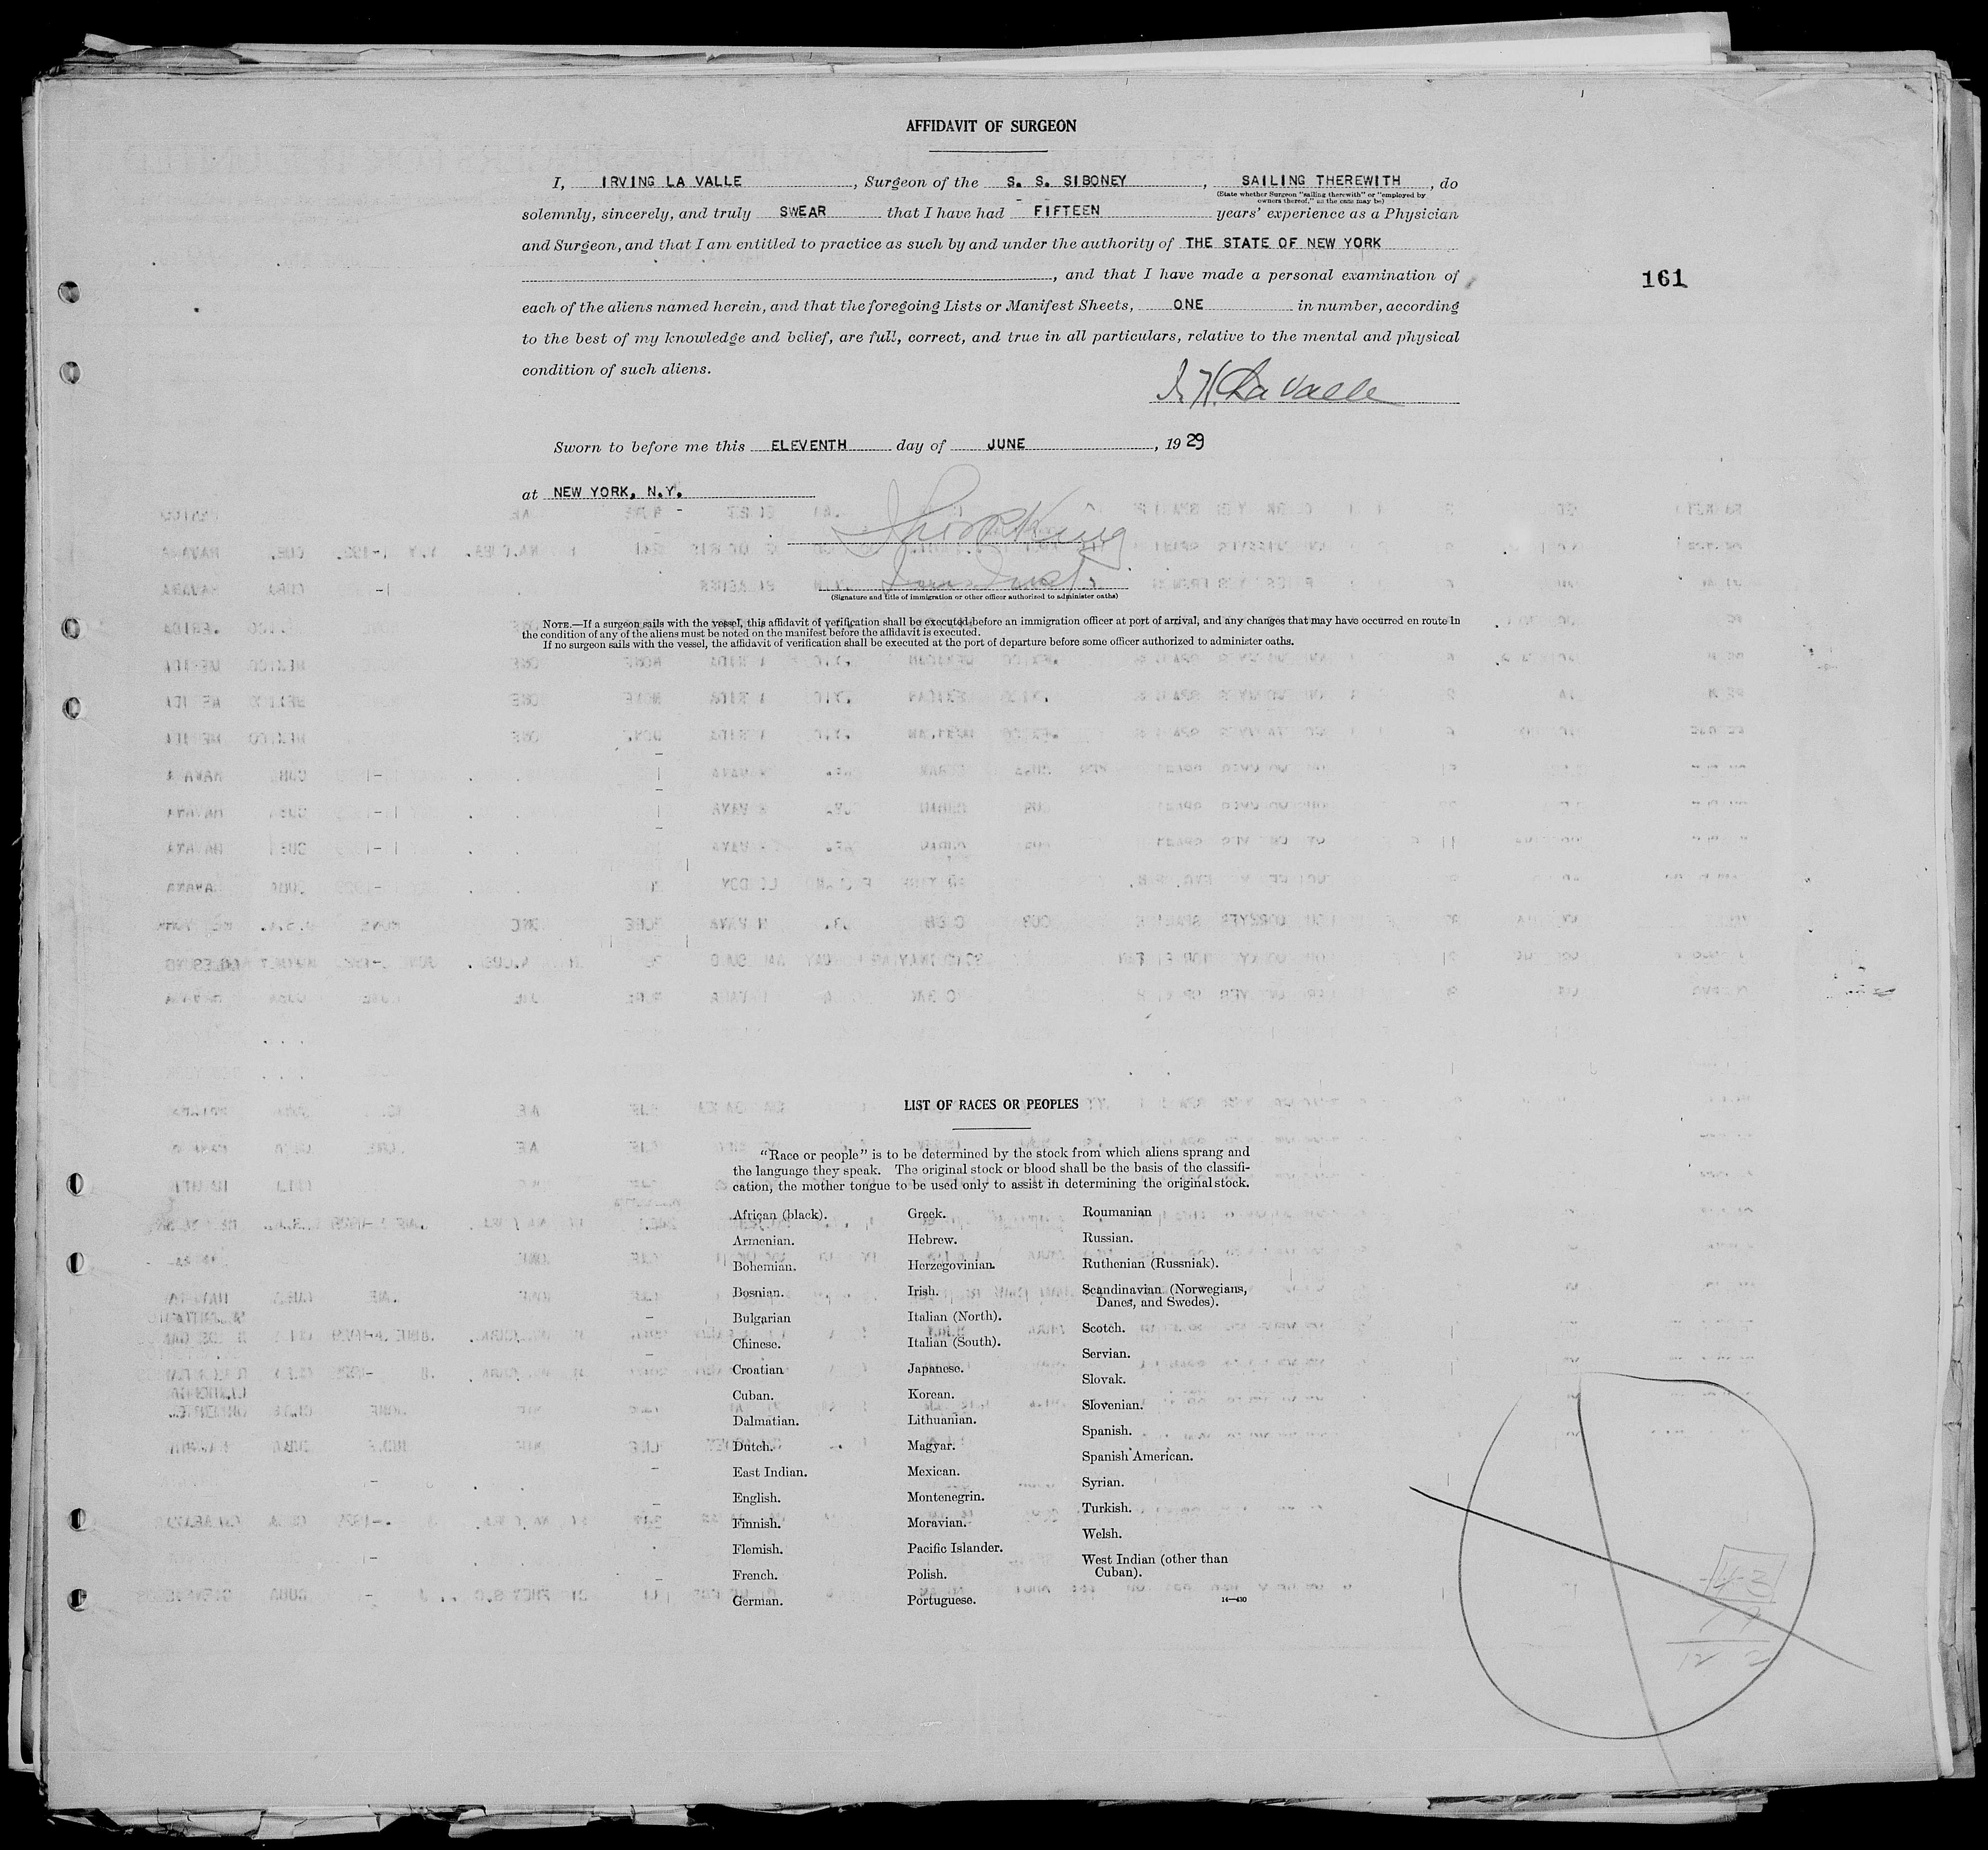 AFFIDAVIT OF SURGEON
I, IRVING LA VALLE, Surgeon of the S. S. SIBONEY, SAILING THEREWITH, do
(State whether Surgeon "sailing therewith" or "employed by
owners thereof," as the case may be)
solemnly, sincerely, and truly SWEAR that I have had FIFTEEN years' experience as a Physician
and Surgeon, and that I am entitled to practice as such by and under the authority of THE STATE OF NEW YORK
, and that I have made a personal examination of
161
each of the aliens named herein, and that the foregoing Lists or Manifest Sheets, ONE in number, according
to the best of my knowledge and belief, are full, correct, and true in all particulars, relative to the mental and physical
condition of such aliens.
I. H. La Valle
Sworn to before me this ELEVENTH day of JUNE, 1929
at NEW YORK, N.Y.
King
(Signature and title of immigration or other officer authorized to administer oaths)
NOTE.—If a surgeon sails with the vessel, this affidavit of verification shall be executed before an immigration officer at port of arrival, and any changes that may have occurred en route in
the condition of any of the aliens must be noted on the manifest before the affidavit is executed.
If no surgeon sails with the vessel, the affidavit of verification shall be executed at the port of departure before some officer authorized to administer oaths.
LIST OF RACES OR PEOPLES
"Race or people" is to be determined by the stock from which aliens sprang and
the language they speak. The original stock or blood shall be the basis of the classifi-
cation, the mother tongue to be used only to assist in determining the original stock.
African (black).
Armenian.
Bohemian.
Bosnian.
Bulgarian
Chinese.
Croatian
Cuban.
Dalmatian.
Dutch.
East Indian.
English.
Finnish.
Flemish.
French.
German.
Greek.
Hebrew.
Herzegovinian.
Irish.
Italian (North).
Italian (South).
Japanese.
Korean.
Lithuanian.
Magyar.
Mexican.
Montenegrin.
Moravian.
Pacific Islander.
Polish.
Portuguese.
Roumanian
Russian.
Ruthenian (Russniak).
Scandinavian (Norwegians,
Danes, and Swedes).
Scotch.
Servian.
Slovak.
Slovenian.
Spanish.
Spanish American.
Syrian.
Turkish.
Welsh.
West Indian (other than
Cuban).
14—430